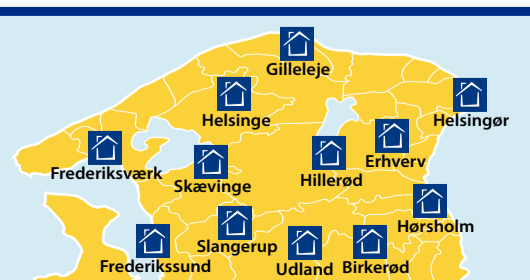 Gilleleje
Helsinge
Helsingør
Erhverv
Frederiksværk
Skævinge
Hillerød
Hørsholm
Slangerup
Frederikssund
Udland
Birkerød